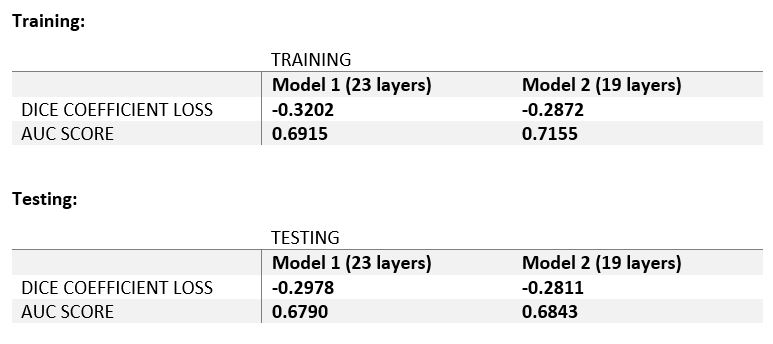 Training:
TRAINING
Model 1 (23 layers) Model 2 (19 layers)
DICE COEFFICIENT LOSS -0.3202 -0.2872
AUC SCORE 0.6915 0.7155
Testing:
TESTING
Model 1 (23 layers) Model 2 (19 layers)
DICE COEFFICIENT LOSS -0.2978 -0.2811
AUC SCORE 0.6790 0.6843